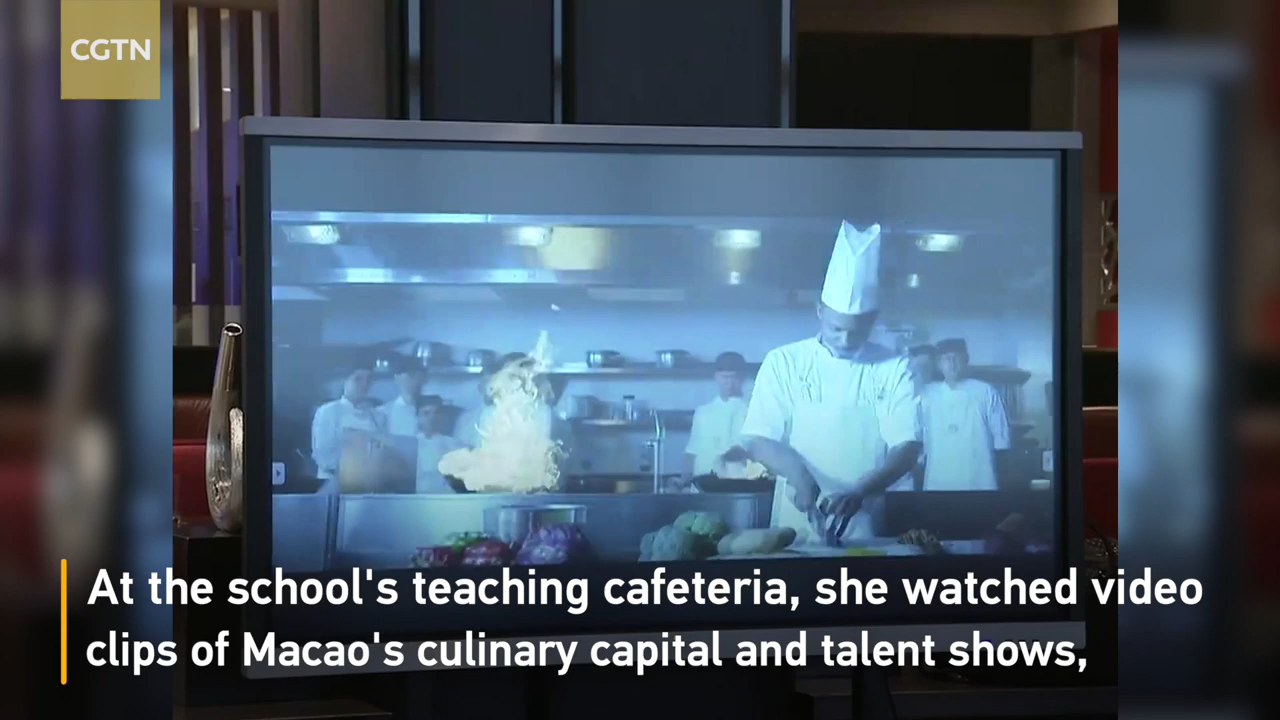 CGTN
At the school's teaching cafeteria, she watched video
clips of Macao's culinary capital and talent shows,